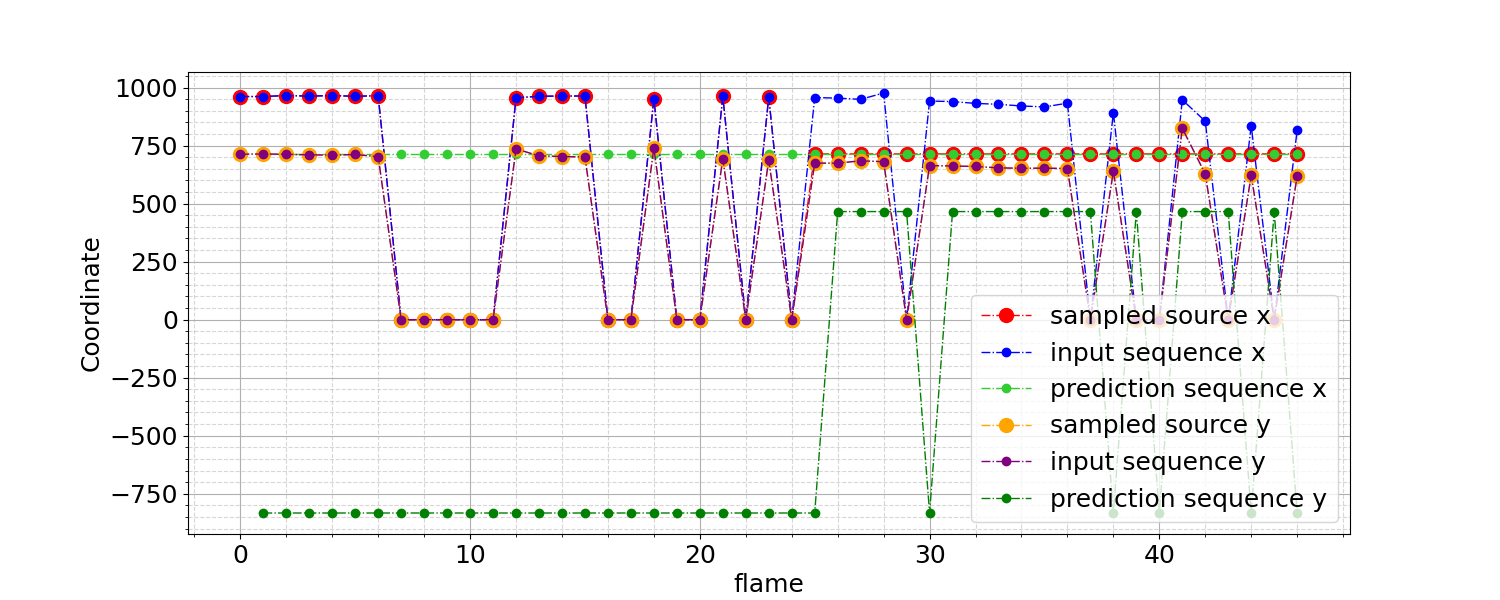 1000
750
500
250
0
−250
−500
−750
Coordinate
0 10 20 30 40
flame
sampled source x
input sequence x
prediction sequence x
sampled source y
input sequence y
prediction sequence y